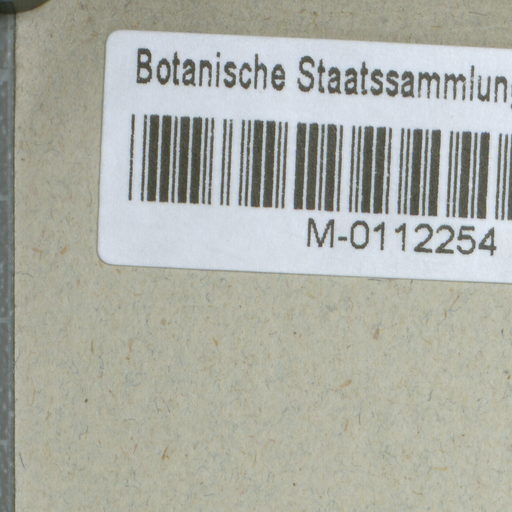 Botanische Staatssammlung
M-0112254